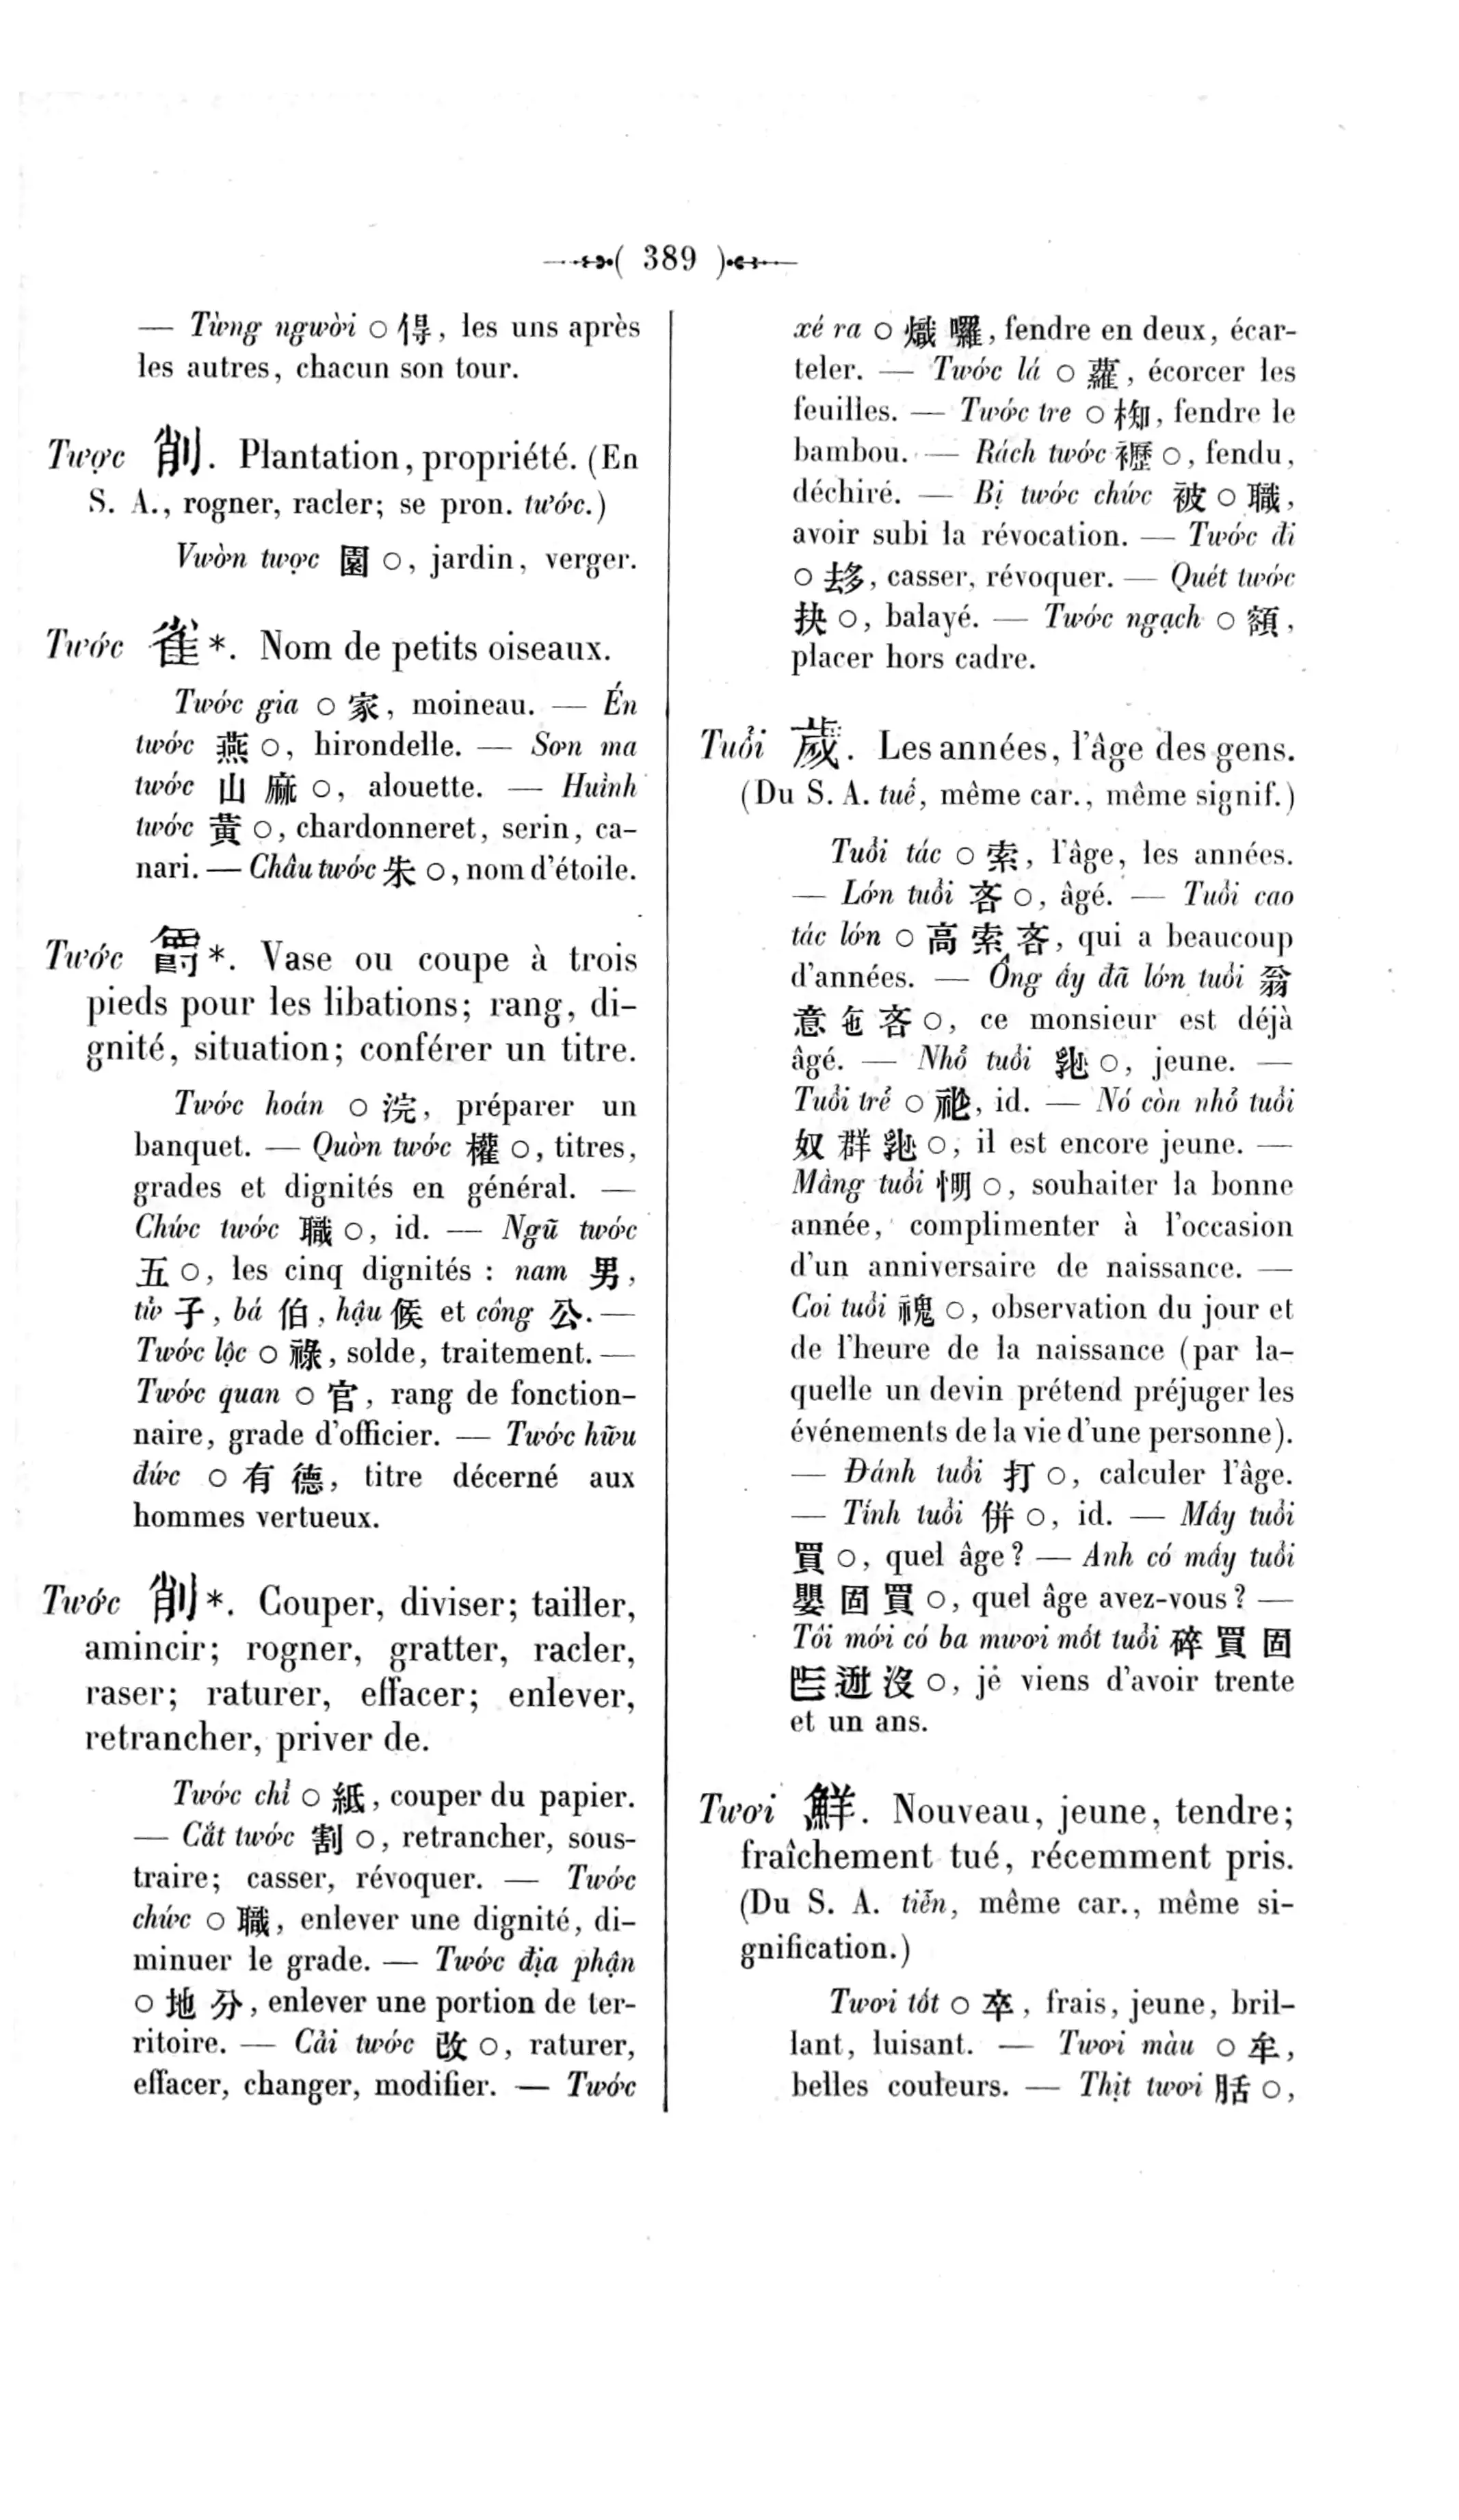 ( 389 )
— Từng người ○ 㝵, les uns après
les autres, chacun son tour.
Tược 削. Plantation, propriété. (En
S. A., rogner, racler; se pron. tước.)
Vườn tược 園 ○, jardin, verger.
Tước 雀*. Nom de petits oiseaux.
Tước gia ○ 家, moineau. — Én
tước 燕 ○, hirondelle. — Sơn ma
tước 山 麻 ○, alouette. — Huình
tước 黃 ○, chardonneret, serin, ca-
nari. — Châu tước 朱 ○, nom d'étoile.
Tước 爵*. Vase ou coupe à trois
pieds pour les libations; rang, di-
gnité, situation; conférer un titre.
Tước hoán ○ 浣, préparer un
banquet. — Quờn tước 權 ○, titres,
grades et dignités en général. —
Chức tước 職 ○, id. — Ngũ tước
五 ○, les cinq dignités : nam 男,
tử 子, bá 伯, hậu 候 et công 公. —
Tước lộc ○ 祿, solde, traitement. —
Tước quan ○ 官, rang de fonction-
naire, grade d'officier. — Tước hữu
đức ○ 有 德, titre décerné aux
hommes vertueux.
Tước 削*. Couper, diviser; tailler,
amincir; rogner, gratter, racler,
raser; raturer, effacer; enlever,
retrancher, priver de.
Tước chỉ ○ 紙, couper du papier.
— Cắt tước 割 ○, retrancher, sous-
traire; casser, révoquer. — Tước
chức ○ 職, enlever une dignité, di-
minuer le grade. — Tước địa phận
○ 地 分, enlever une portion de ter-
ritoire. — Cải tước 改 ○, raturer,
effacer, changer, modifier. — Tước
xé ra ○ 熾 囉, fendre en deux, écar-
teler. — Tước lá ○ 蘿, écorcer les
feuilles. — Tước tre ○ 椥, fendre le
bambou. — Rách tước ○, fendu,
déchiré. — Bị tước chức 被 ○ 職,
avoir subi la révocation. — Tước đi
○ 𠫾, casser, révoquer. — Quét tước
抉 ○, balayé. — Tước ngạch ○ 額,
placer hors cadre.
Tuổi 歲. Les années, l'âge des gens.
(Du S. A. tuế, même car., même signif.)
Tuổi tác ○ 索, l'âge, les années.
— Lớn tuổi 吝 ○, âgé. — Tuổi cao
tác lớn ○ 高 索 吝, qui a beaucoup
d'années. — Ông ấy đã lớn tuổi 翁
意 㐌 吝 ○, ce monsieur est déjà
âgé. — Nhỏ tuổi ○, jeune. —
Tuổi trẻ ○, id. — Nó còn nhỏ tuổi
奴 群 ○, il est encore jeune. —
Mầng tuổi ○, souhaiter la bonne
année, complimenter à l'occasion
d'un anniversaire de naissance. —
Coi tuổi ○, observation du jour et
de l'heure de la naissance (par la-
quelle un devin prétend préjuger les
événements de la vie d'une personne).
— Đánh tuổi 打 ○, calculer l'âge.
— Tính tuổi 併 ○, id. — Mấy tuổi
買 ○, quel âge? — Anh có mấy tuổi
嬰 固 買 ○, quel âge avez-vous? —
Tôi mới có ba mươi mốt tuổi 碎 買 固
𠀧 𨑮 沒 ○, je viens d'avoir trente
et un ans.
Tươi 鮮. Nouveau, jeune, tendre;
fraîchement tué, récemment pris.
(Du S. A. tiễn, même car., même si-
gnification.)
Tươi tốt ○ 卒, frais, jeune, bril-
lant, luisant. — Tươi màu ○ 牟,
belles couleurs. — Thịt tươi ○,